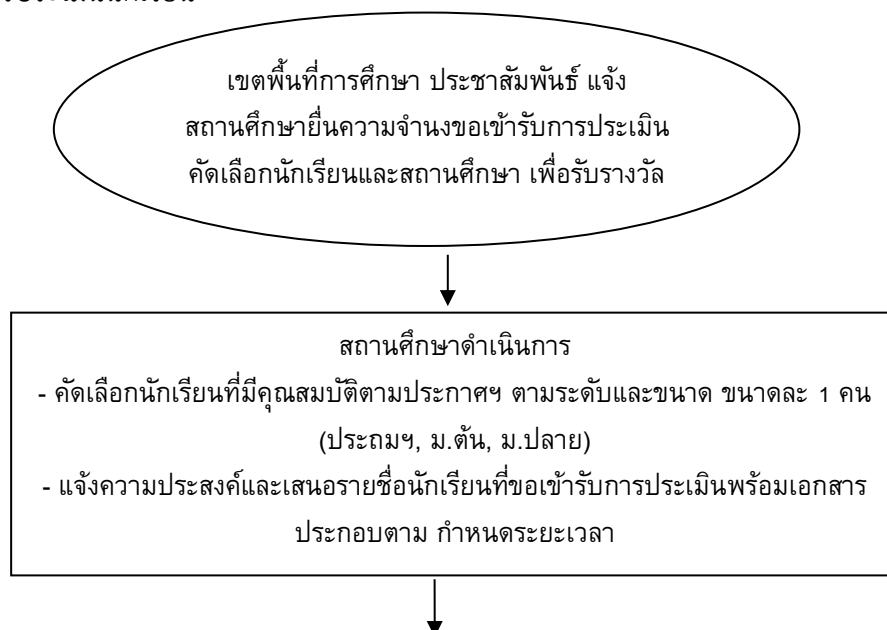 เขตพื้นที่การศึกษา ประชาสัมพันธ์ แจ้ง
สถานศึกษายื่นความจำนงขอเข้ารับการประเมิน
คัดเลือกนักเรียนและสถานศึกษา เพื่อรับรางวัล
สถานศึกษาดำเนินการ
- คัดเลือกนักเรียนที่มีคุณสมบัติตามประกาศฯ ตามระดับและขนาด ขนาดละ 1 คน
(ประถมฯ, ม.ต้น, ม.ปลาย)
- แจ้งความประสงค์และเสนอรายชื่อนักเรียนที่ขอเข้ารับการประเมินพร้อมเอกสาร
ประกอบตาม กำหนดระยะเวลา